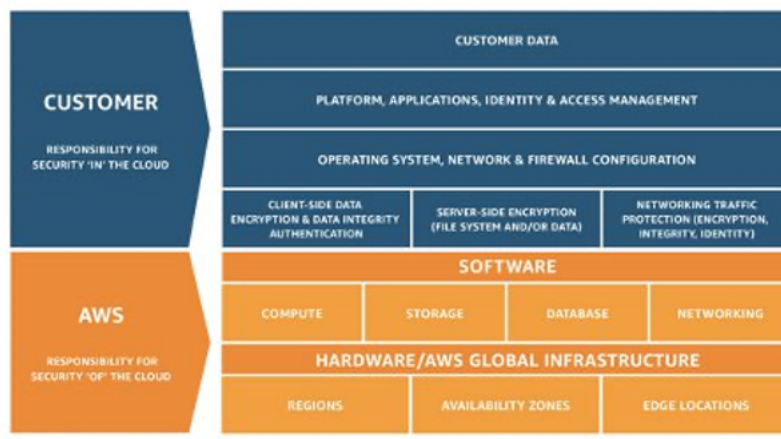 CUSTOMER
RESPONSIBILITY FOR
SECURITY ‘IN’ THE CLOUD
CUSTOMER DATA
PLATFORM, APPLICATIONS, IDENTITY & ACCESS MANAGEMENT
OPERATING SYSTEM, NETWORK & FIREWALL CONFIGURATION
CLIENT-SIDE DATA
ENCRYPTION & DATA INTEGRITY
AUTHENTICATION
SERVER-SIDE ENCRYPTION
(FILE SYSTEM AND/OR DATA)
NETWORKING TRAFFIC
PROTECTION (ENCRYPTION,
INTEGRITY, IDENTITY)
AWS
RESPONSIBILITY FOR
SECURITY ‘OF’ THE CLOUD
SOFTWARE
COMPUTE
STORAGE
DATABASE
NETWORKING
HARDWARE/AWS GLOBAL INFRASTRUCTURE
REGIONS
AVAILABILITY ZONES
EDGE LOCATIONS